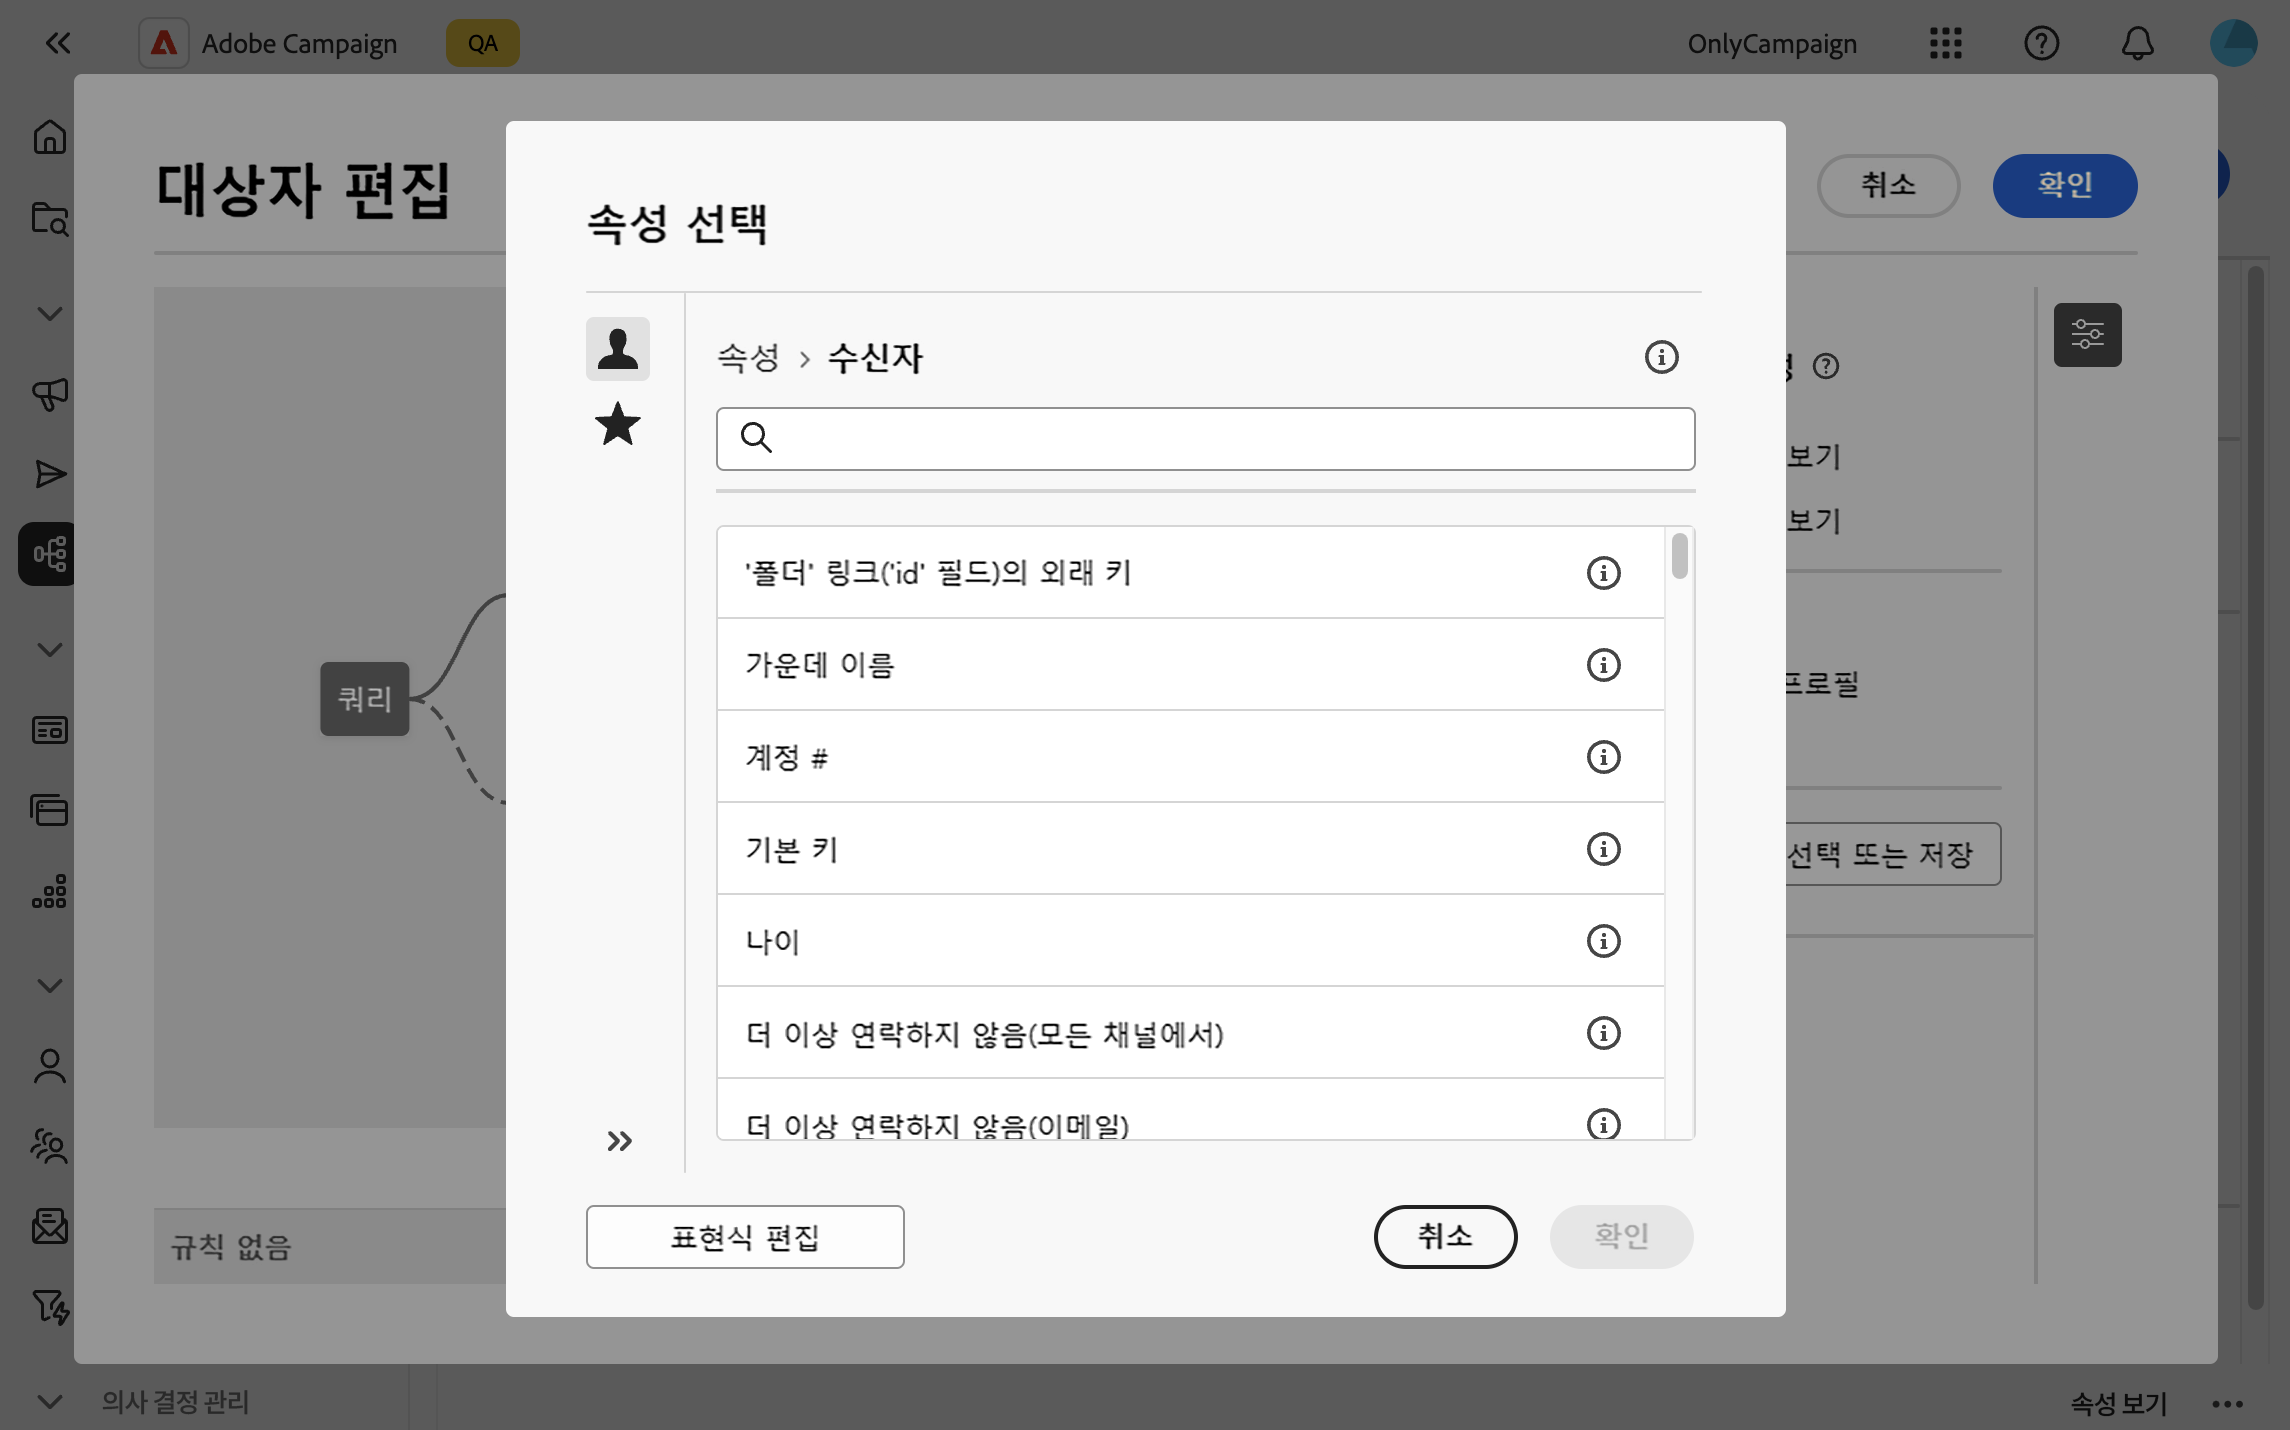 Adobe Campaign
QA
OnlyCampaign
대상자 편집
취소
확인
속성 선택
속성 › 수신자
'폴더' 링크('id' 필드)의 외래 키
가운데 이름
계정 #
기본 키
나이
더 이상 연락하지 않음(모든 채널에서)
더 이상 연락하지 않음(이메일)
표현식 편집
취소
확인
쿼리
규칙 없음
보기
보기
프로필
선택 또는 저장
의사 결정 관리
속성 보기